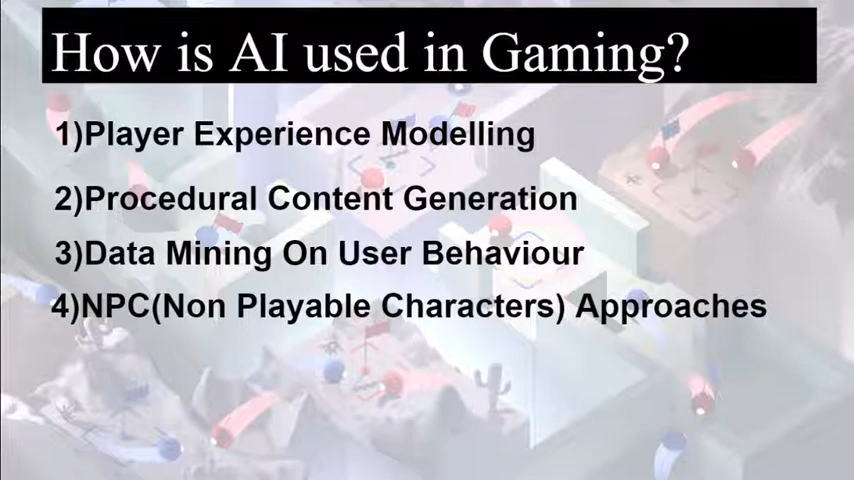 How is AI used in Gaming?
1)Player Experience Modelling
2)Procedural Content Generation
3)Data Mining On User Behaviour
4)NPC(Non Playable Characters) Approaches